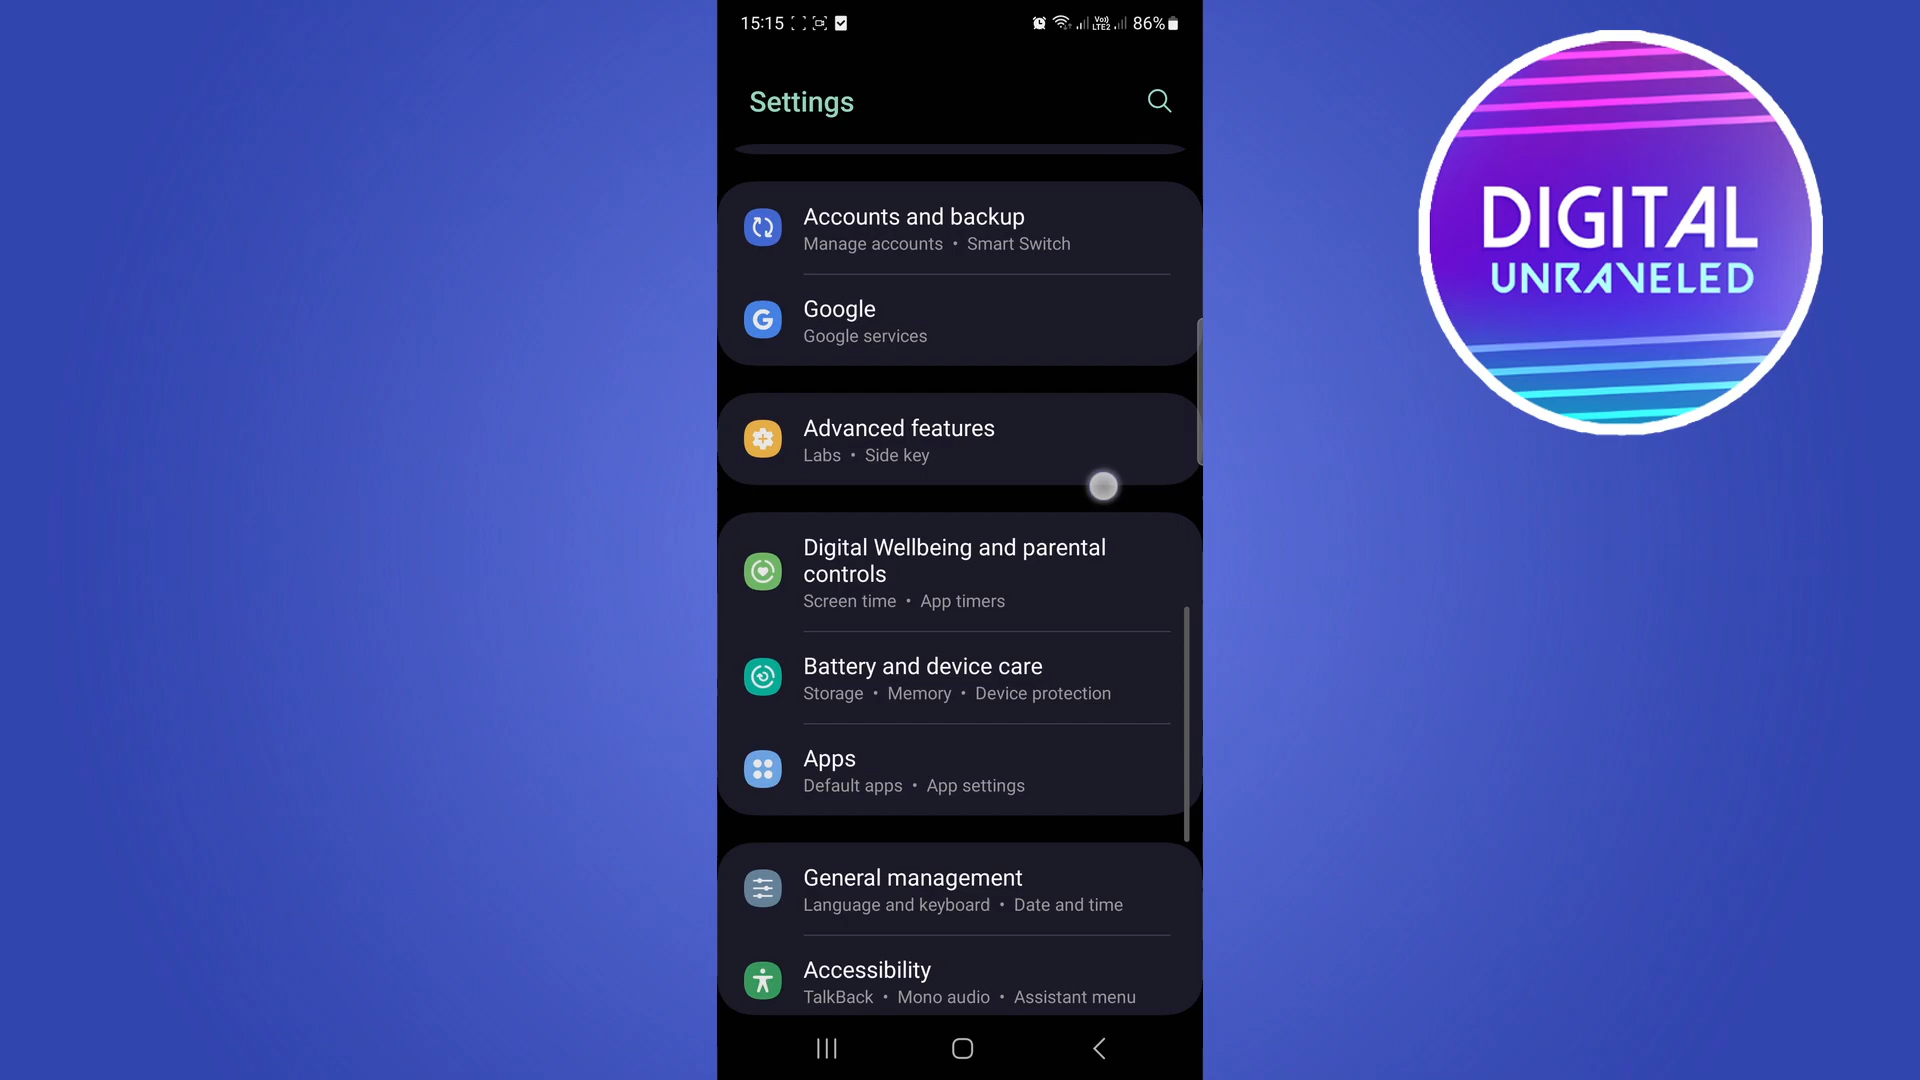 15:15
Vo)) LTE2
86%
Settings
Accounts and backup
Manage accounts • Smart Switch
Google
Google services
Advanced features
Labs • Side key
Digital Wellbeing and parental
controls
Screen time • App timers
Battery and device care
Storage • Memory • Device protection
Apps
Default apps • App settings
General management
Language and keyboard • Date and time
Accessibility
TalkBack • Mono audio • Assistant menu
DIGITAL
UNRAVELED